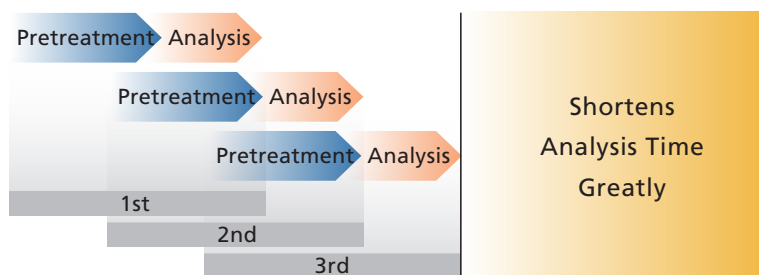 Pretreatment Analysis
Pretreatment Analysis
Shortens
Analysis Time
Greatly
Pretreatment Analysis
1st
2nd
3rd